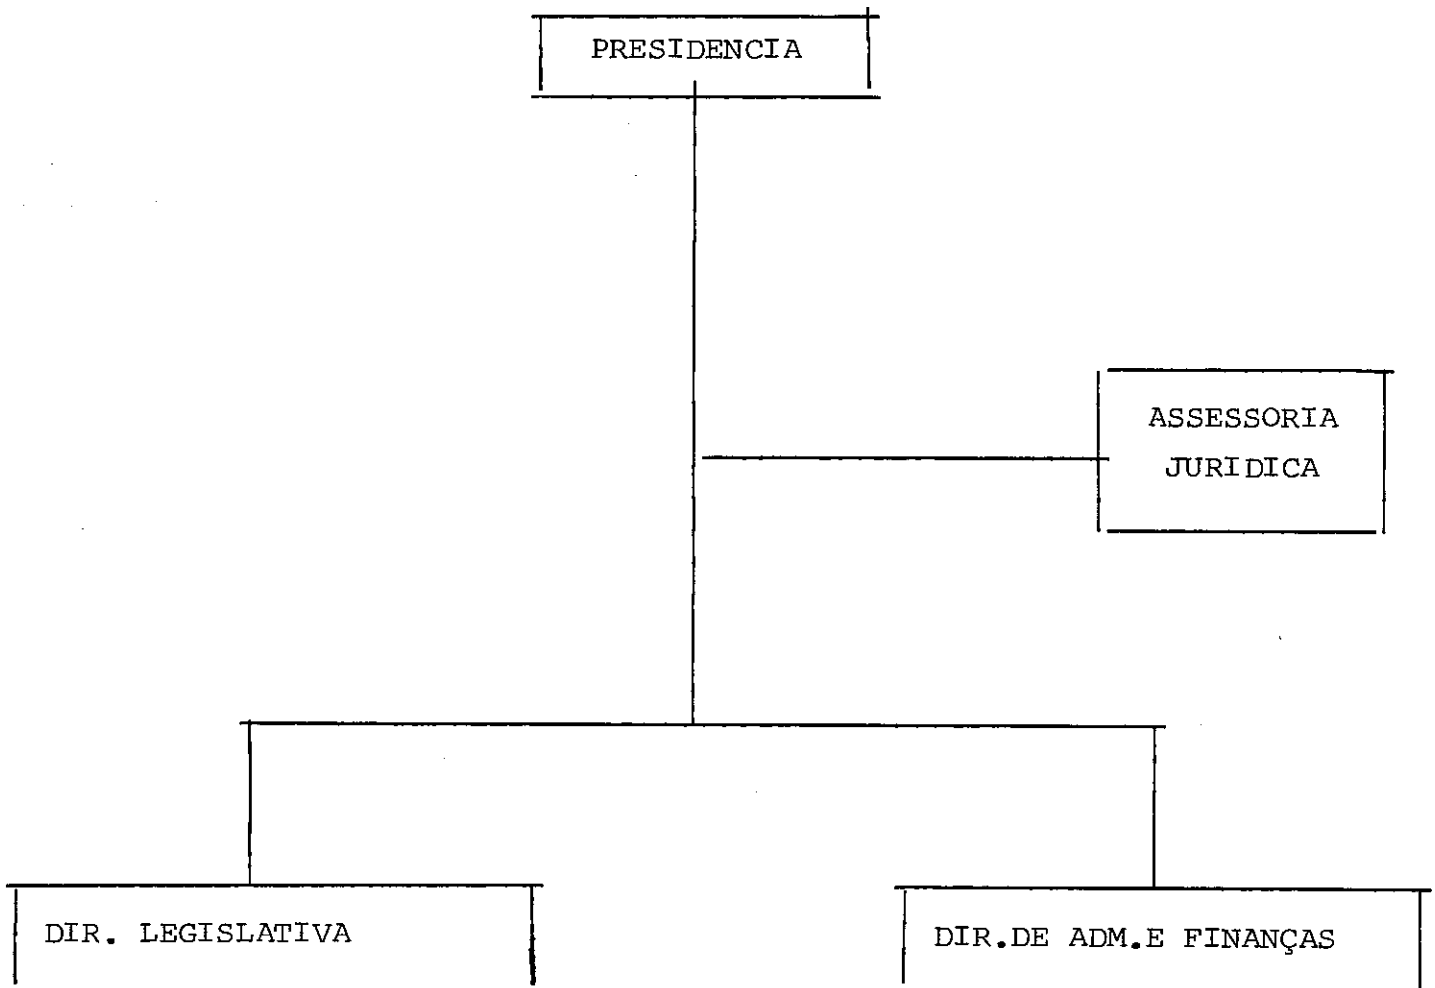 PRESIDENCIA
ASSESSORIA
JURIDICA
DIR. LEGISLATIVA
DIR.DE ADM.E FINANÇAS